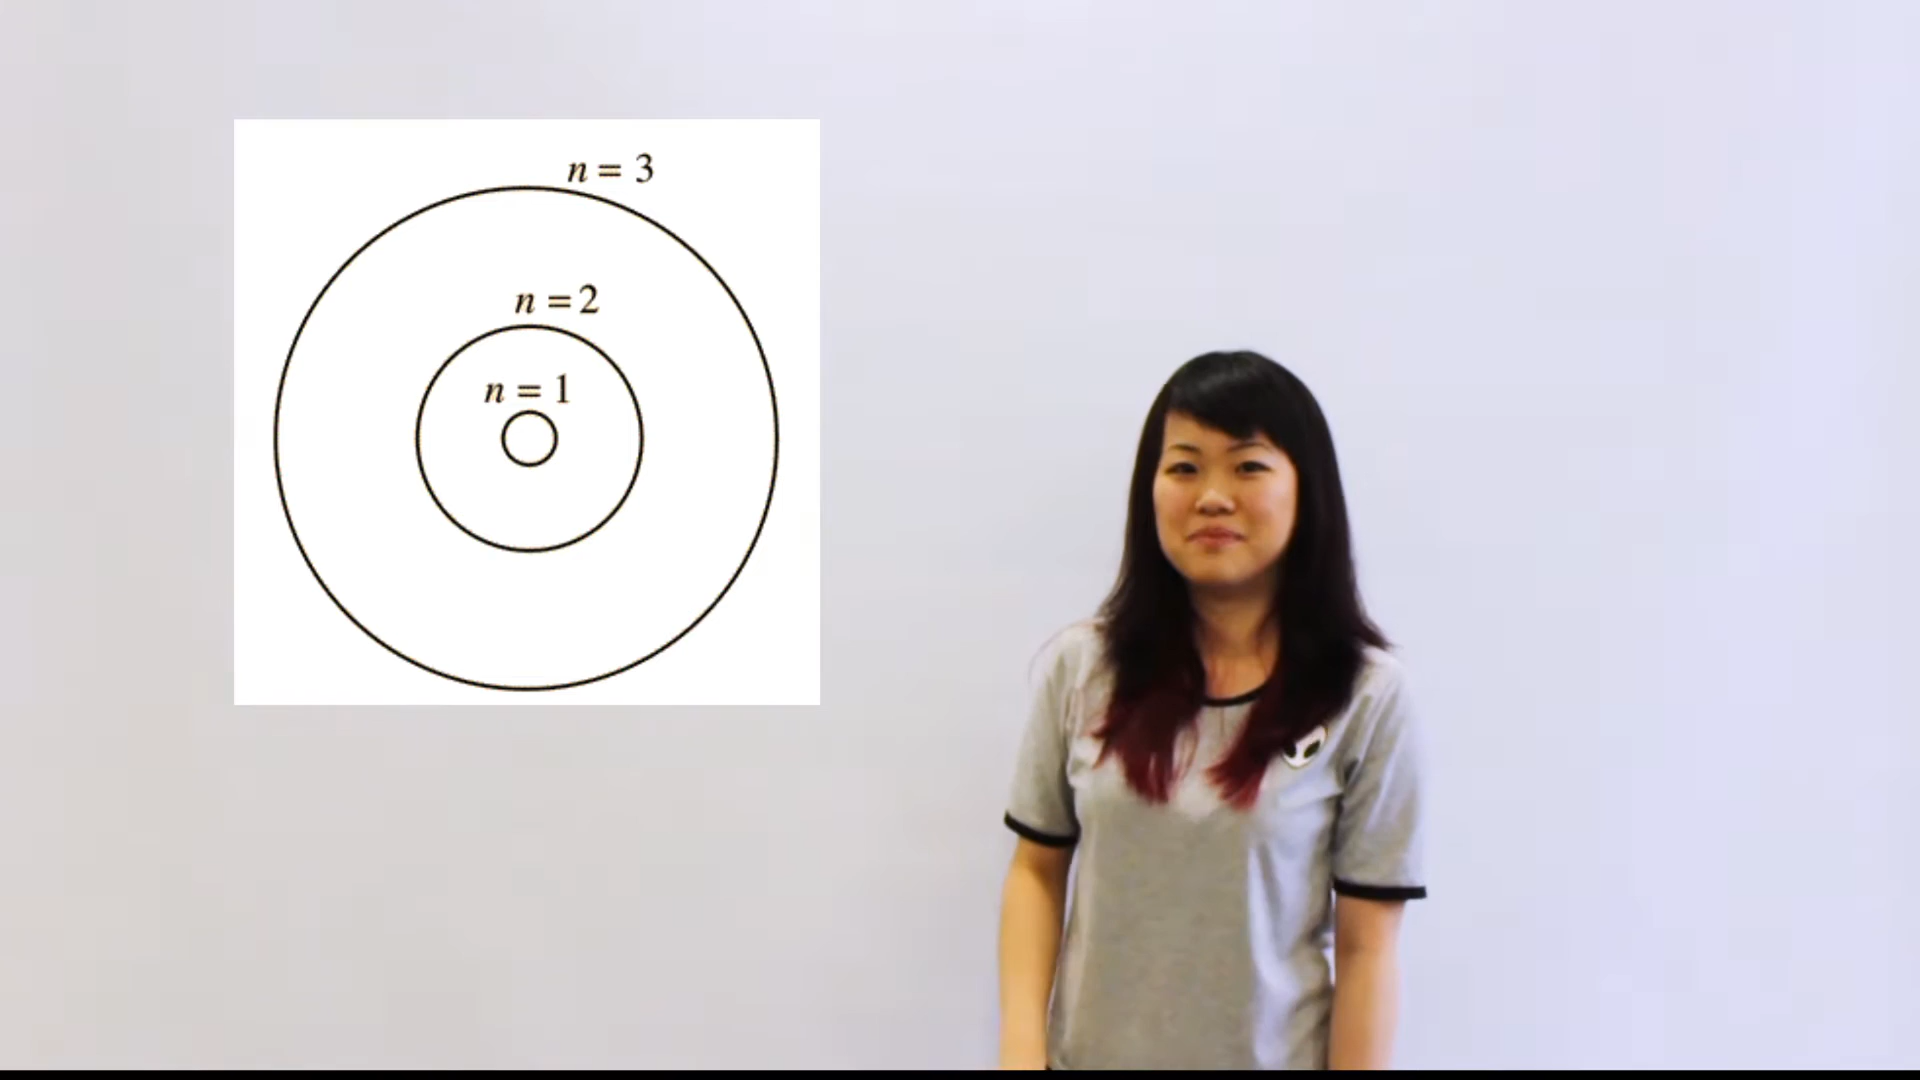 n = 3
n = 2
n = 1